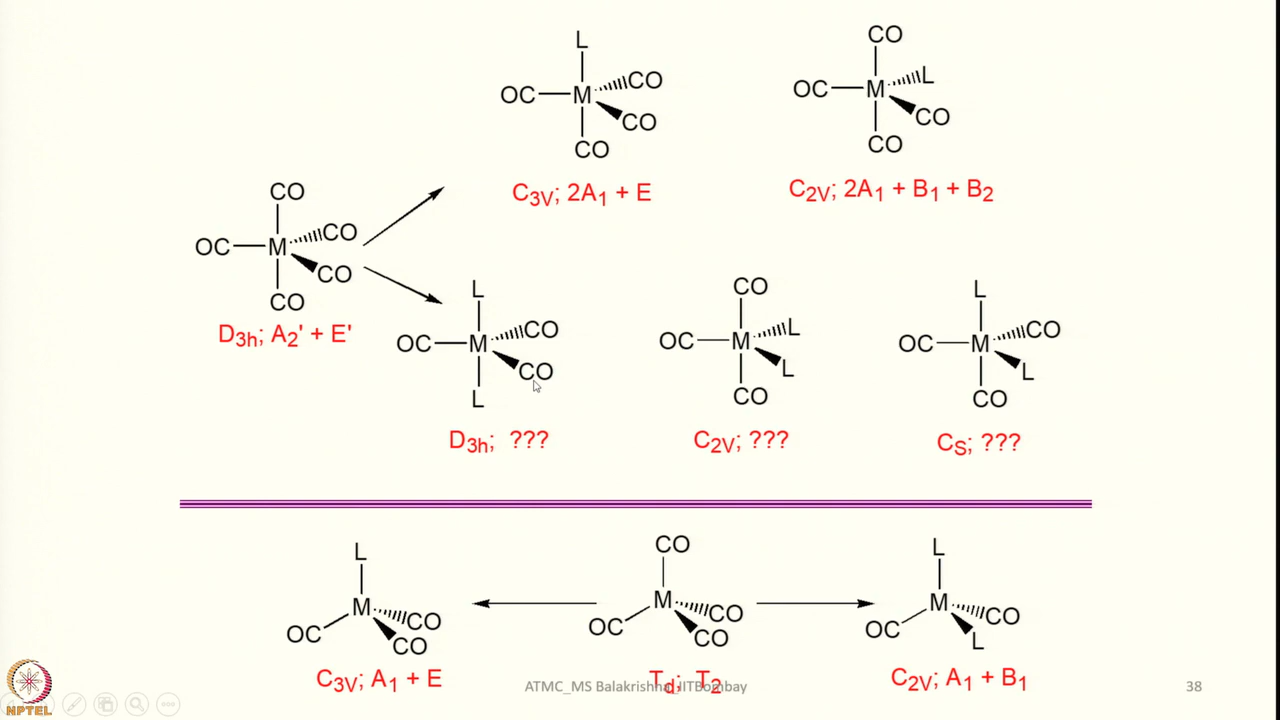 L
OC M CO
CO
CO
C3V; 2A1 + E
CO
OC M L
CO
CO
C2V; 2A1 + B1 + B2
CO
OC M CO
CO
CO
D3h; A2' + E'
L
OC M CO
CO
L
D3h; ???
CO
OC M L
L
CO
C2V; ???
L
OC M CO
L
CO
CS; ???
L
M
OC CO
CO
C3V; A1 + E
CO
M
OC CO
CO
Td; T2
L
M
OC CO
L
C2V; A1 + B1
NPTEL
ATMC_MS Balakrishna, IITBombay
38